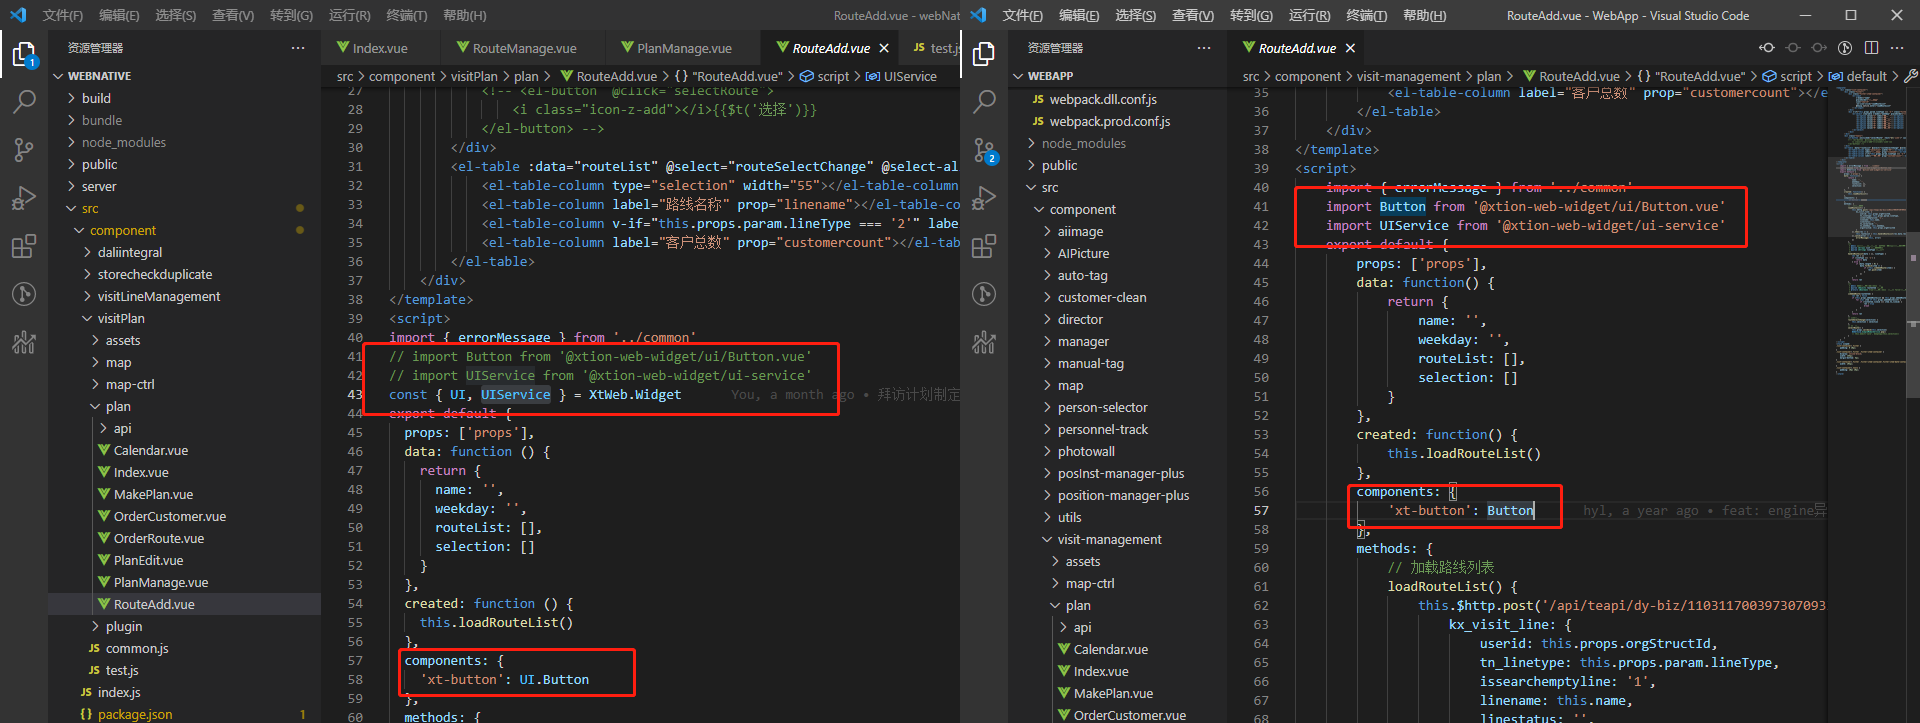 文件(F) 编辑(E) 选择(S) 查看(V) 转到(G) 运行(R) 终端(T) 帮助(H) RouteAdd.vue - webNat
资源管理器 ···
WEBNATIVE
build
bundle
node_modules
public
server
src
component
daliintegral
storecheckduplicate
visitLineManagement
visitPlan
assets
map
map-ctrl
plan
api
Calendar.vue
Index.vue
MakePlan.vue
OrderCustomer.vue
OrderRoute.vue
PlanEdit.vue
PlanManage.vue
RouteAdd.vue
plugin
JS common.js
JS test.js
JS index.js
{} package.json 1
1
Index.vue RouteManage.vue PlanManage.vue RouteAdd.vue × JS test.js
src > component > visitPlan > plan > RouteAdd.vue > {} "RouteAdd.vue" > script > UIService
27 <!-- <el-button @click="selectRoute">
28 <i class="icon-z-add"></i>{{$t('选择')}}
29 </el-button> -->
30 </div>
31 <el-table :data="routeList" @select="routeSelectChange" @select-al
32 <el-table-column type="selection" width="55"></el-table-column
33 <el-table-column label="路线名称" prop="linename"></el-table-co
34 <el-table-column v-if="this.props.param.lineType === '2'" label
35 <el-table-column label="客户总数" prop="customercount"></el-tab
36 </el-table>
37 </div>
38 </template>
39 <script>
40 import { errorMessage } from '../common'
41 // import Button from '@xtion-web-widget/ui/Button.vue'
42 // import UIService from '@xtion-web-widget/ui-service'
43 const { UI, UIService } = XtWeb.Widget You, a month ago • 拜访计划制定
44 export default {
45 props: ['props'],
46 data: function () {
47 return {
48 name: '',
49 weekday: '',
50 routeList: [],
51 selection: []
52 }
53 },
54 created: function () {
55 this.loadRouteList()
56 },
57 components: {
58 'xt-button': UI.Button
59 },
60 methods: {
文件(F) 编辑(E) 选择(S) 查看(V) 转到(G) 运行(R) 终端(T) 帮助(H) RouteAdd.vue - WebApp - Visual Studio Code
资源管理器 ···
WEBAPP
JS webpack.dll.conf.js
JS webpack.prod.conf.js
node_modules
public
src
component
aiimage
AIPicture
auto-tag
customer-clean
director
manager
manual-tag
map
person-selector
personnel-track
photowall
posInst-manager-plus
position-manager-plus
utils
visit-management
assets
map-ctrl
plan
api
Calendar.vue
Index.vue
MakePlan.vue
OrderCustomer.vue
2
RouteAdd.vue × ···
src > component > visit-management > plan > RouteAdd.vue > {} "RouteAdd.vue" > script > default >
35 <el-table-column label="客户总数" prop="customercount"></e
36 </el-table>
37 </div>
38 </template>
39 <script>
40 import { errorMessage } from '../common'
41 import Button from '@xtion-web-widget/ui/Button.vue'
42 import UIService from '@xtion-web-widget/ui-service'
43 export default {
44 props: ['props'],
45 data: function() {
46 return {
47 name: '',
48 weekday: '',
49 routeList: [],
50 selection: []
51 }
52 },
53 created: function() {
54 this.loadRouteList()
55 },
56 components: {
57 'xt-button': Button hyl, a year ago • feat: engine异
58 },
59 methods: {
60 // 加载路线列表
61 loadRouteList() {
62 this.$http.post('/api/teapi/dy-biz/110311700397307093
63 kx_visit_line: {
64 userid: this.props.orgStructId,
65 tn_linetype: this.props.param.lineType,
66 issearchemptyline: '1',
67 linename: this.name,
68 linestatus: '',